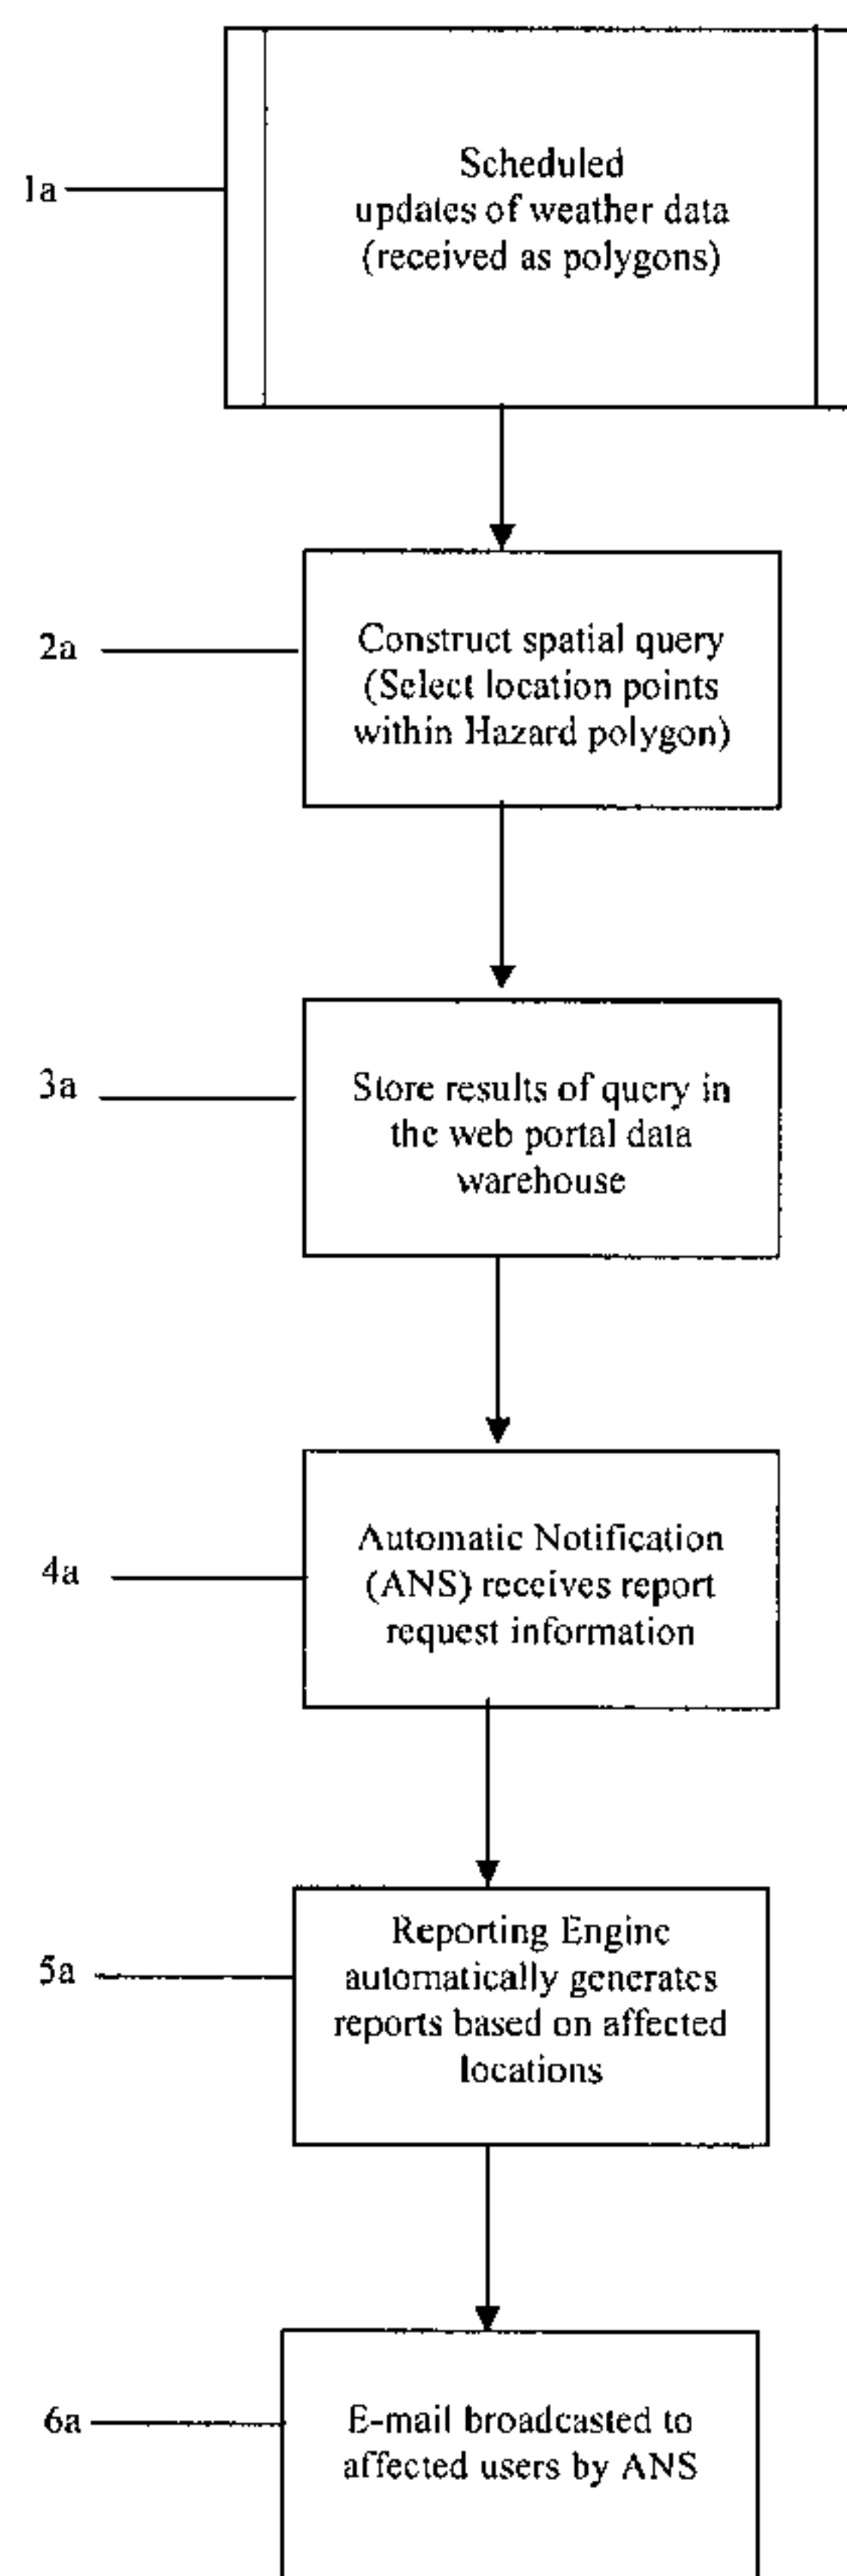 1a
Scheduled
updates of weather data
(received as polygons)
2a
Construct spatial query
(Select location points
within Hazard polygon)
3a
Store results of query in
the web portal data
warehouse
4a
Automatic Notification
(ANS) receives report
request information
5a
Reporting Engine
automatically generates
reports based on affected
locations
6a
E-mail broadcasted to
affected users by ANS